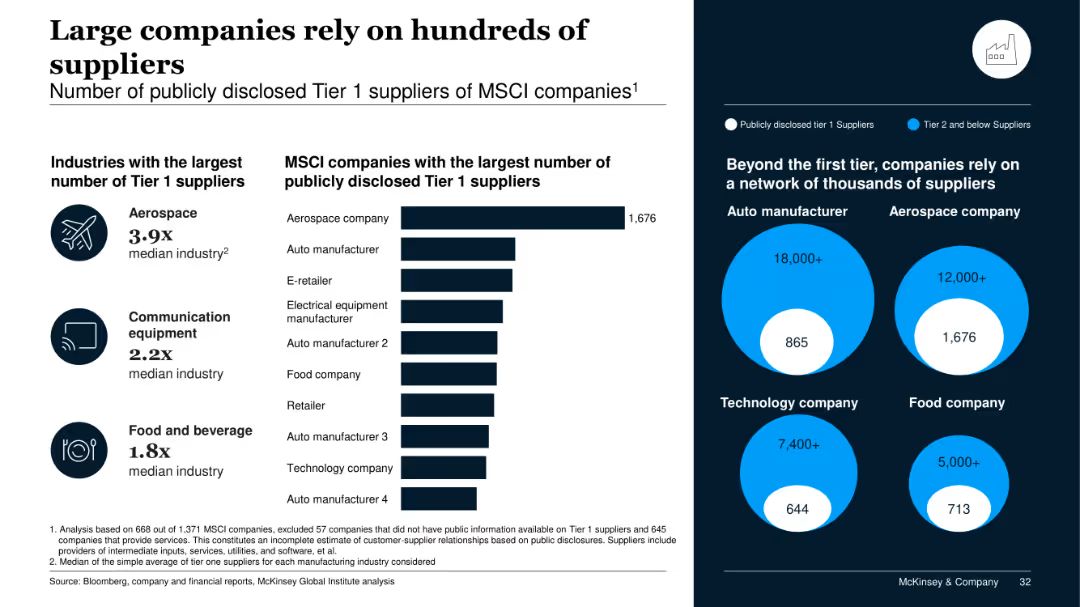 Large companies rely on hundreds of
suppliers
Number of publicly disclosed Tier 1 suppliers of MSCI companies¹
Industries with the largest
number of Tier 1 suppliers
Aerospace
3.9x
median industry²
Communication
equipment
2.2x
median industry
Food and beverage
1.8x
median industry
MSCI companies with the largest number of
publicly disclosed Tier 1 suppliers
Aerospace company
1,676
Auto manufacturer
E-retailer
Electrical equipment
manufacturer
Auto manufacturer 2
Food company
Retailer
Auto manufacturer 3
Technology company
Auto manufacturer 4
1. Analysis based on 668 out of 1.371 MSCI companies, excluded 57 companies that did not have public information available on Tier 1 suppliers and 645
companies that provide services. This constitutes an incomplete estimate of customer-supplier relationships based on public disclosures. Suppliers include
providers of intermediate inputs, services, utilities, and software, et al.
2. Median of the simple average of tier one suppliers for each manufacturing industry considered
Source: Bloomberg, company and financial reports, McKinsey Global Institute analysis
Publicly disclosed tier 1 Suppliers
Tier 2 and below Suppliers
Beyond the first tier, companies rely on
a network of thousands of suppliers
Auto manufacturer
18,000+
865
Aerospace company
12,000+
1,676
Technology company
7,400+
644
Food company
5,000+
713
McKinsey & Company 32